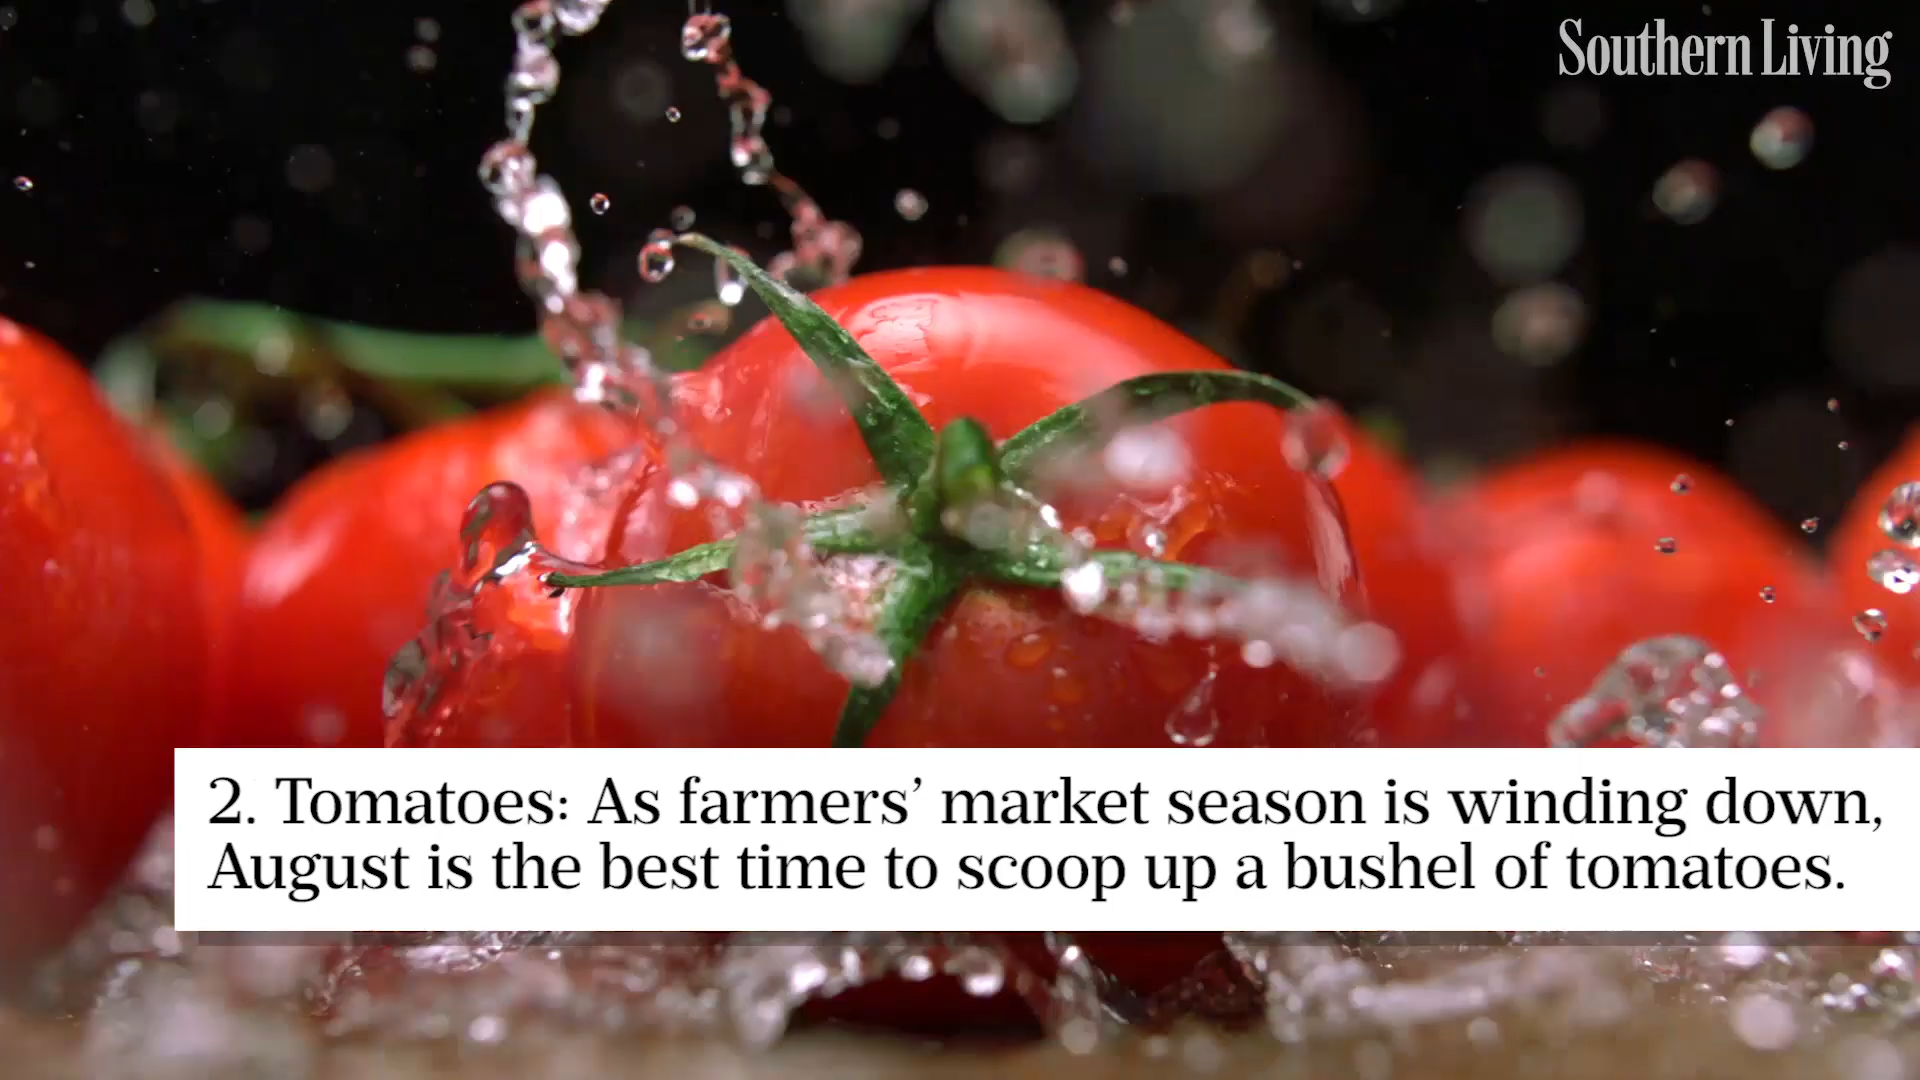 Southern Living
2. Tomatoes: As farmers’ market season is winding down,
August is the best time to scoop up a bushel of tomatoes.